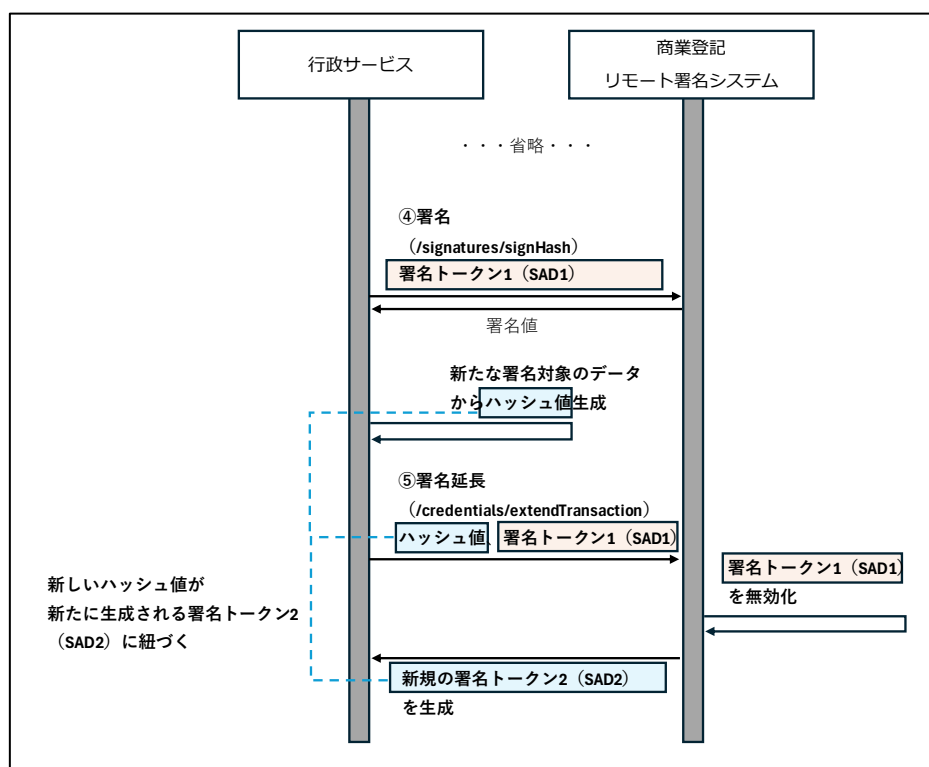 行政サービス
商業登記
リモート署名システム
・・・省略・・・
④署名
（/signatures/signHash）
署名トークン1（SAD1）
署名値
新たな署名対象のデータ
からハッシュ値生成
⑤署名延長
（/credentials/extendTransaction）
ハッシュ値、署名トークン1（SAD1）
署名トークン1（SAD1）
を無効化
新しいハッシュ値が
新たに生成される署名トークン2
（SAD2）に紐づく
新規の署名トークン2（SAD2）
を生成